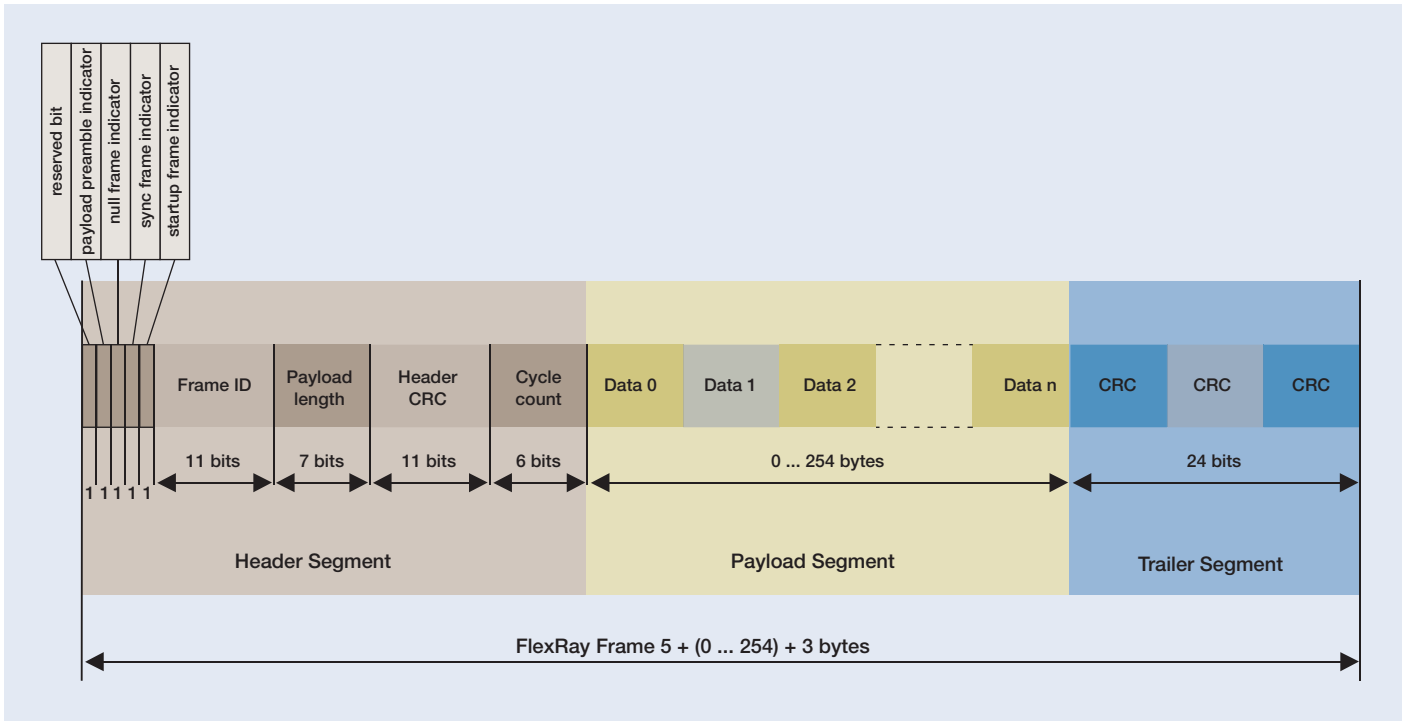 reserved bit
payload preamble indicator
null frame indicator
sync frame indicator
startup frame indicator
Frame ID
Payload
length
Header
CRC
Cycle
count
Data 0
Data 1
Data 2
Data n
CRC
CRC
CRC
1 1 1 1 1
11 bits
7 bits
11 bits
6 bits
0 ... 254 bytes
24 bits
Header Segment
Payload Segment
Trailer Segment
FlexRay Frame 5 + (0 ... 254) + 3 bytes